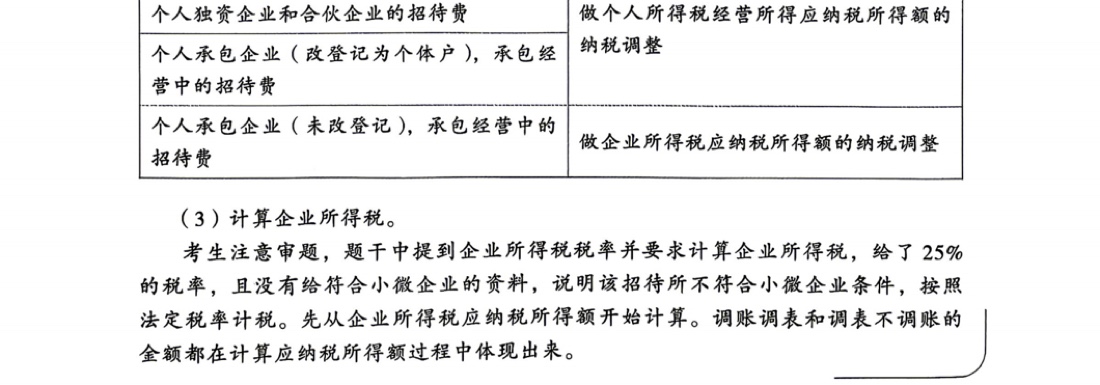 个人独资企业和合伙企业的招待费
做个人所得税经营所得应纳税所得额的
纳税调整
个人承包企业（改登记为个体户），承包经
营中的招待费
个人承包企业（未改登记），承包经营中的
招待费
做企业所得税应纳税所得额的纳税调整
（3）计算企业所得税。
考生注意审题，题干中提到企业所得税税率并要求计算企业所得税，给了 25%
的税率，且没有给符合小微企业的资料，说明该招待所不符合小微企业条件，按照
法定税率计税。先从企业所得税应纳税所得额开始计算。调账调表和调表不调账的
金额都在计算应纳税所得额过程中体现出来。